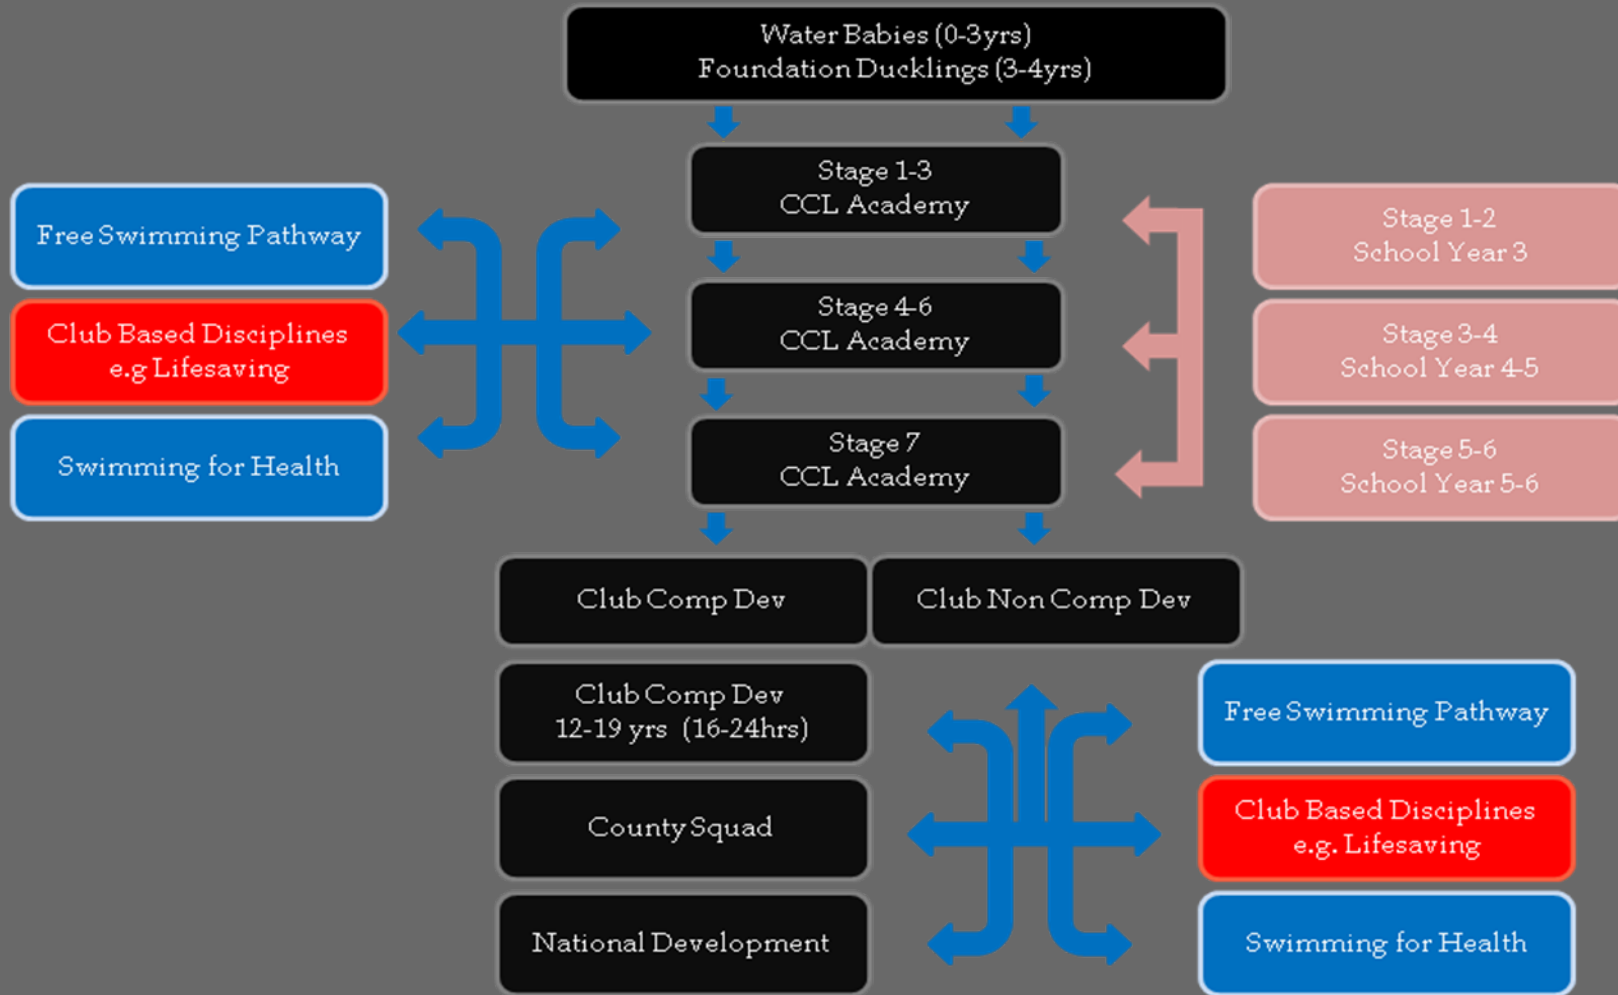 Water Babies (0-3yrs)
Foundation Ducklings (3-4yrs)
Stage 1-3
CCL Academy
Free Swimming Pathway
Stage 1-2
School Year 3
Stage 4-6
CCL Academy
Club Based Disciplines
e.g Lifesaving
Stage 3-4
School Year 4-5
Stage 7
CCL Academy
Swimming for Health
Stage 5-6
School Year 5-6
Club Comp Dev
Club Non Comp Dev
Club Comp Dev
12-19 yrs (16-24hrs)
Free Swimming Pathway
County Squad
Club Based Disciplines
e.g. Lifesaving
National Development
Swimming for Health